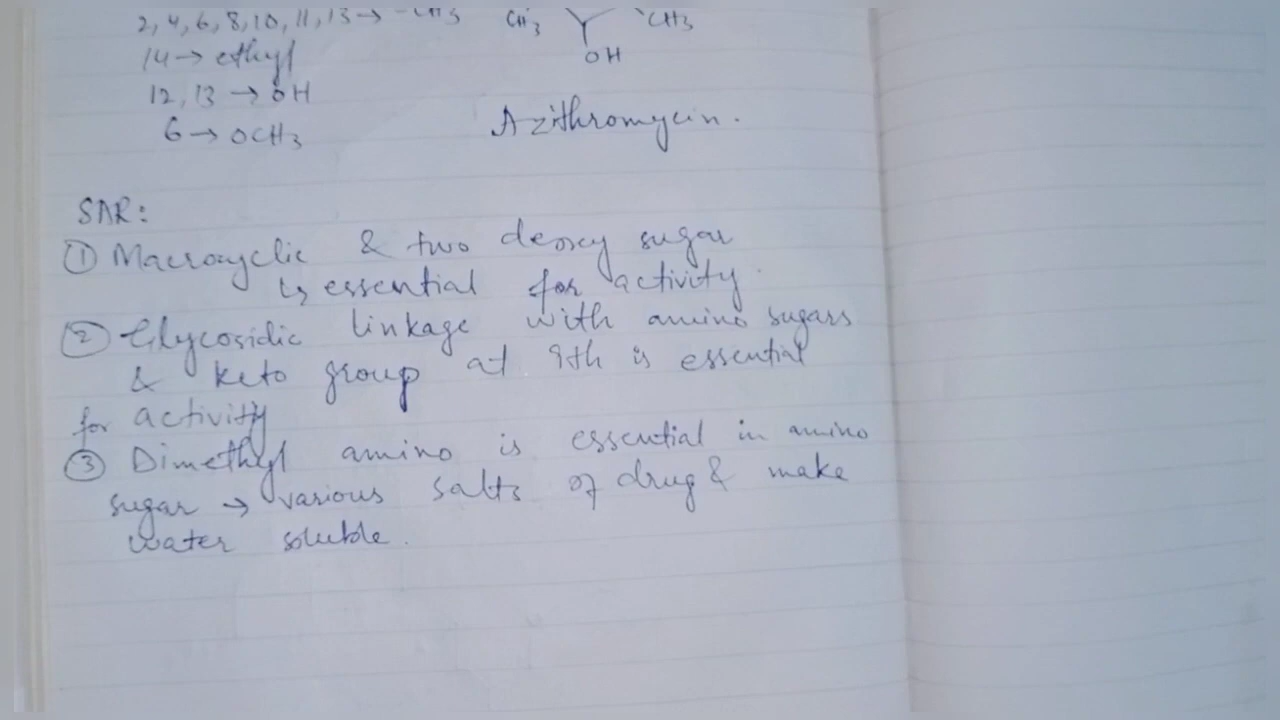 2, 4, 6, 8, 10, 11, 13 → -CH3
CH3
CH3
14 → ethyl
OH
12, 13 → OH
6 → OCH3
Azithromycin.
SAR:
① Macrocyclic & two deoxy sugar
↳ essential for activity.
② Glycosidic linkage with amino sugars
& keto group at 9th is essential
for activity
③ Dimethyl amino is essential in amino
sugar → various salts of drug & make
water soluble.